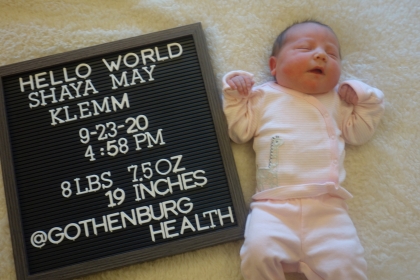 HELLO WORLD
SHAYA MAY
KLEMM
9-23-20
4:58 PM
8 LBS 7.5 OZ
19 INCHES
@GOTHENBURG
HEALTH